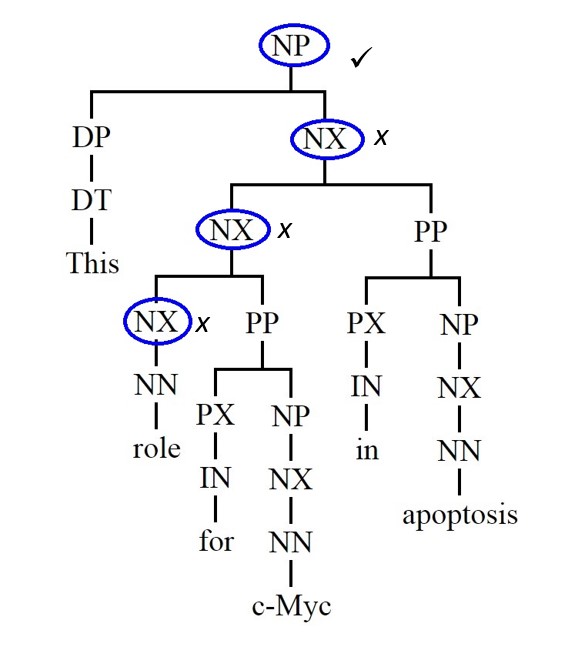 NP ✓
DP NX x
DT NX x PP
This
NX x PP PX NP
NN PX NP IN NX
role IN NX in NN
for NN apoptosis
c-Myc